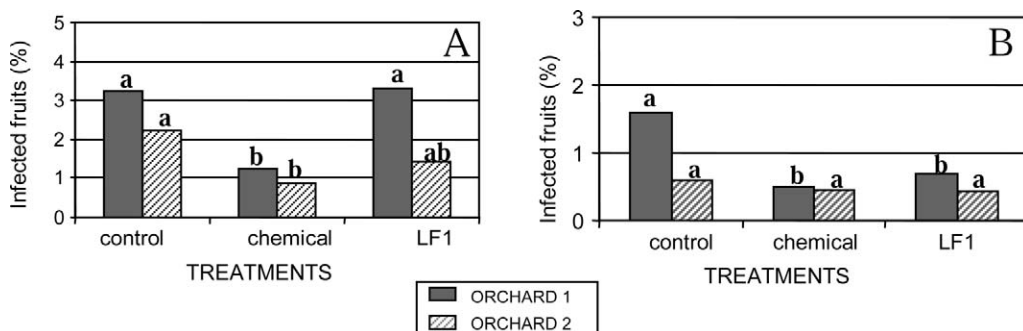 A
Infected fruits (%)
5
4
3
2
1
0
a
a
b
b
a
ab
control
chemical
LF1
TREATMENTS
B
Infected fruits (%)
3
2
1
0
a
a
b
a
b
a
control
chemical
LF1
TREATMENTS
ORCHARD 1
ORCHARD 2